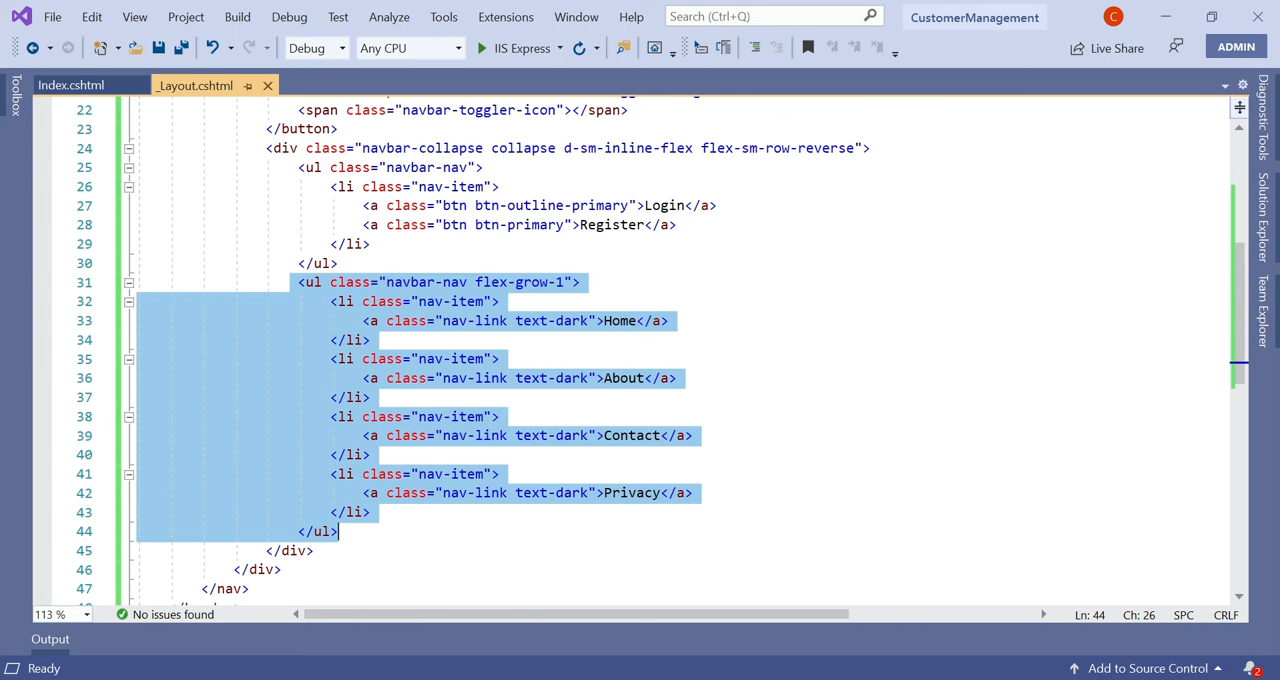 File Edit View Project Build Debug Test Analyze Tools Extensions Window Help Search (Ctrl+Q) CustomerManagement C
Debug Any CPU IIS Express Live Share ADMIN
Toolbox
Index.cshtml _Layout.cshtml
22 <span class="navbar-toggler-icon"></span>
23 </button>
24 <div class="navbar-collapse collapse d-sm-inline-flex flex-sm-row-reverse">
25 <ul class="navbar-nav">
26 <li class="nav-item">
27 <a class="btn btn-outline-primary">Login</a>
28 <a class="btn btn-primary">Register</a>
29 </li>
30 </ul>
31 <ul class="navbar-nav flex-grow-1">
32 <li class="nav-item">
33 <a class="nav-link text-dark">Home</a>
34 </li>
35 <li class="nav-item">
36 <a class="nav-link text-dark">About</a>
37 </li>
38 <li class="nav-item">
39 <a class="nav-link text-dark">Contact</a>
40 </li>
41 <li class="nav-item">
42 <a class="nav-link text-dark">Privacy</a>
43 </li>
44 </ul>
45 </div>
46 </div>
47 </nav>
Diagnostic Tools
Solution Explorer
Team Explorer
113 % No issues found Ln: 44 Ch: 26 SPC CRLF
Output
Ready Add to Source Control 2